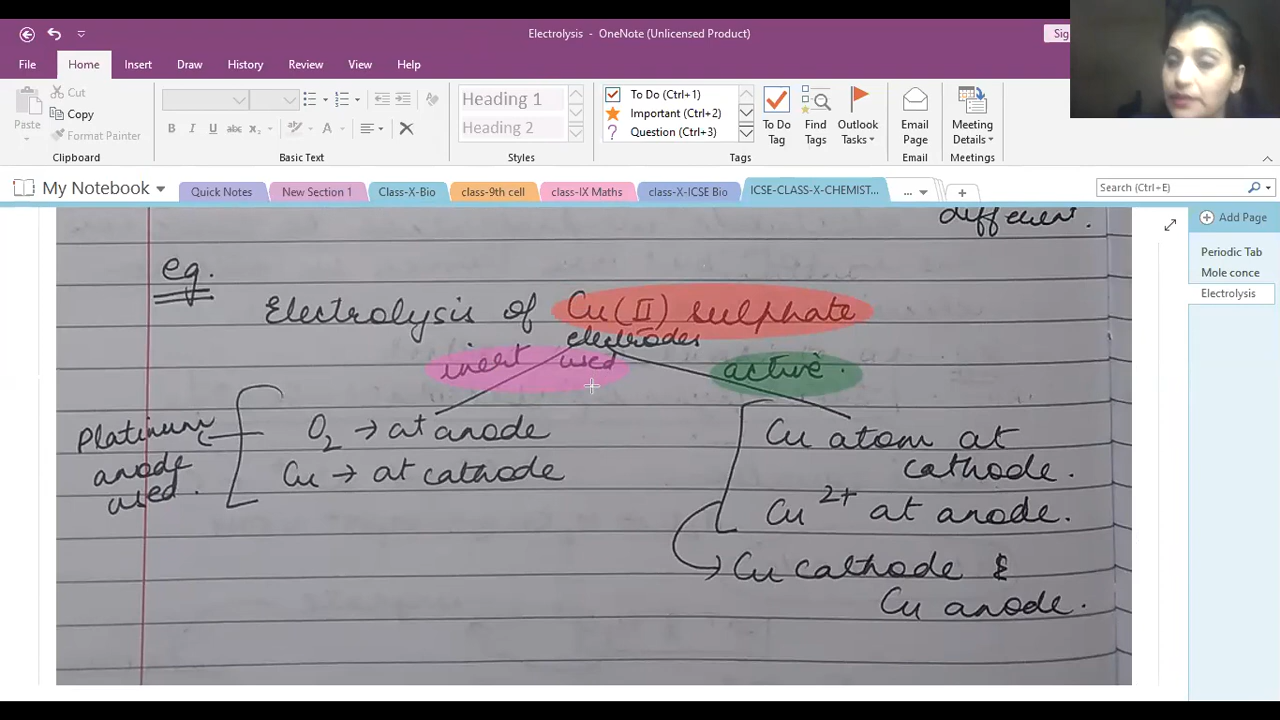 Electrolysis - OneNote (Unlicensed Product)
Sig
File Home Insert Draw History Review View Help
Paste
Cut
Copy
Format Painter
Clipboard
B I U abc x₂ A
Basic Text
Heading 1
Heading 2
Styles
To Do (Ctrl+1)
Important (Ctrl+2)
Question (Ctrl+3)
To Do Tag
Find Tags
Outlook Tasks
Tags
Email Page
Email
Meeting Details
Meetings
My Notebook
Quick Notes New Section 1 Class-X-Bio class-9th cell class-IX Maths class-X-ICSE Bio ICSE-CLASS-X-CHEMIST... ...
Search (Ctrl+E)
Add Page
Periodic Tab
Mole conce
Electrolysis
different.
eg.
Electrolysis of Cu(II) sulphate
electrodes
inert used active.
Platinum anode used.
O₂ → at anode
Cu → at cathode
Cu atom at
cathode.
Cu²⁺ at anode.
→ Cu cathode &
Cu anode.